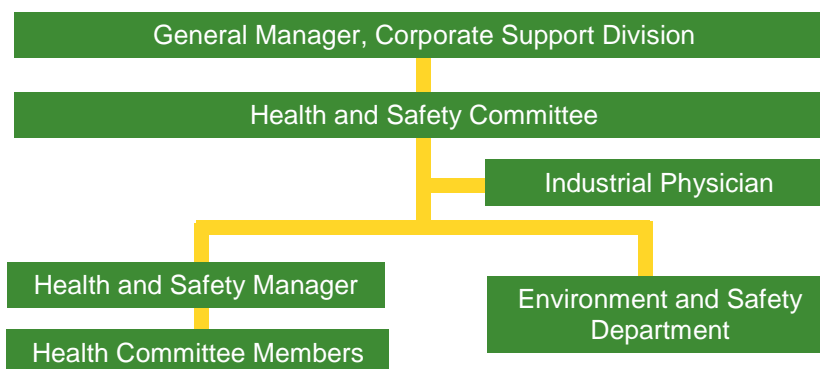 General Manager, Corporate Support Division
Health and Safety Committee
Industrial Physician
Health and Safety Manager
Environment and Safety
Department
Health Committee Members